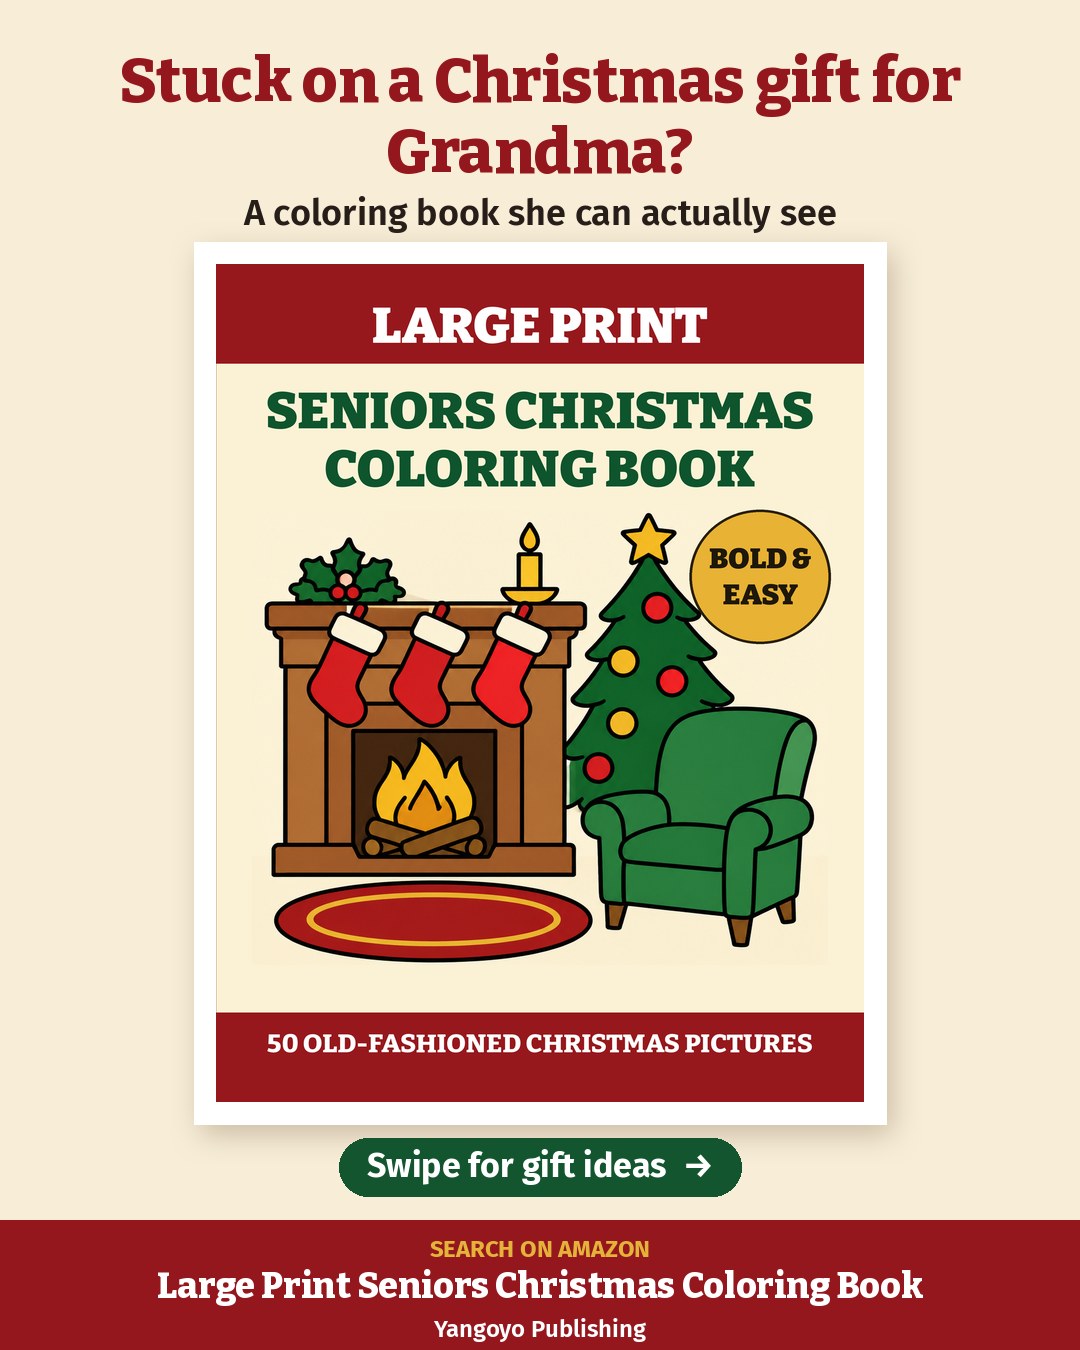 Stuck on a Christmas gift for
Grandma?
A coloring book she can actually see
LARGE PRINT
SENIORS CHRISTMAS
COLORING BOOK
BOLD &
EASY
50 OLD-FASHIONED CHRISTMAS PICTURES
Swipe for gift ideas →
SEARCH ON AMAZON
Large Print Seniors Christmas Coloring Book
Yangoyo Publishing